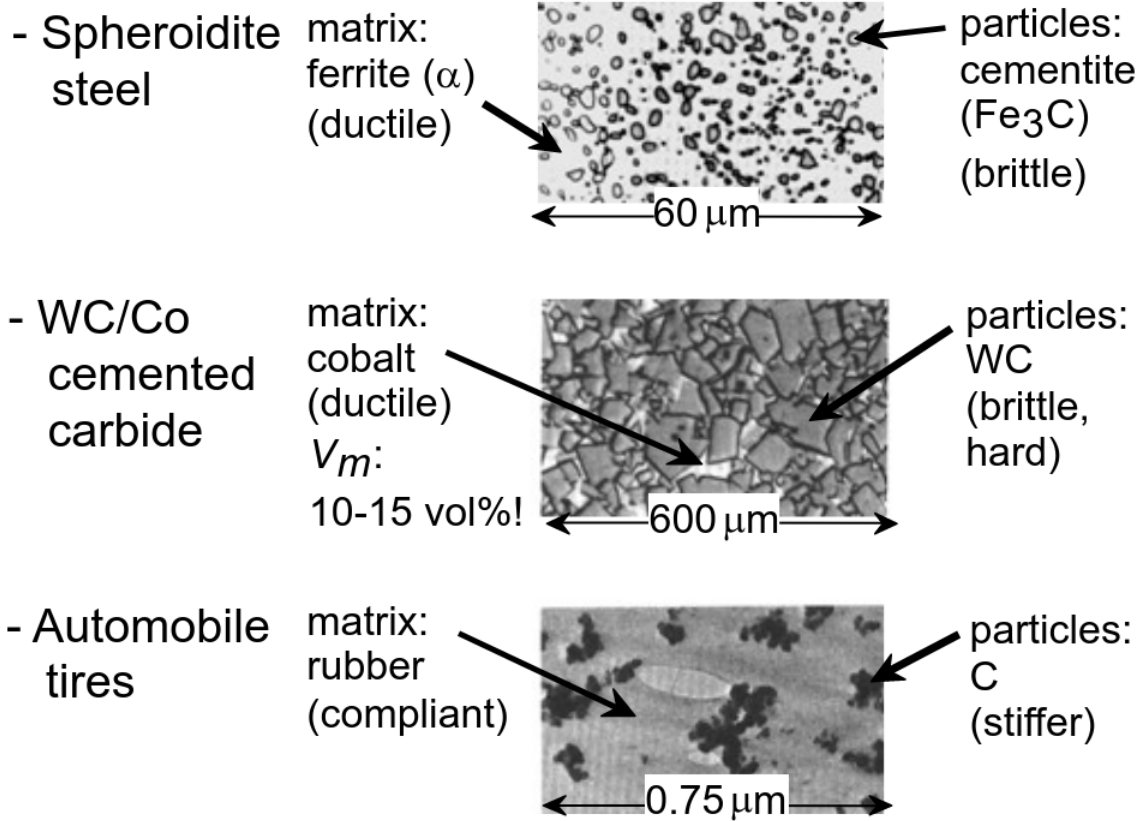 - Spheroidite
steel
matrix:
ferrite (α)
(ductile)
particles:
cementite
(Fe3C)
(brittle)
60 μm
- WC/Co
cemented
carbide
matrix:
cobalt
(ductile)
Vm:
10-15 vol%!
particles:
WC
(brittle,
hard)
600 μm
- Automobile
tires
matrix:
rubber
(compliant)
particles:
C
(stiffer)
0.75 μm